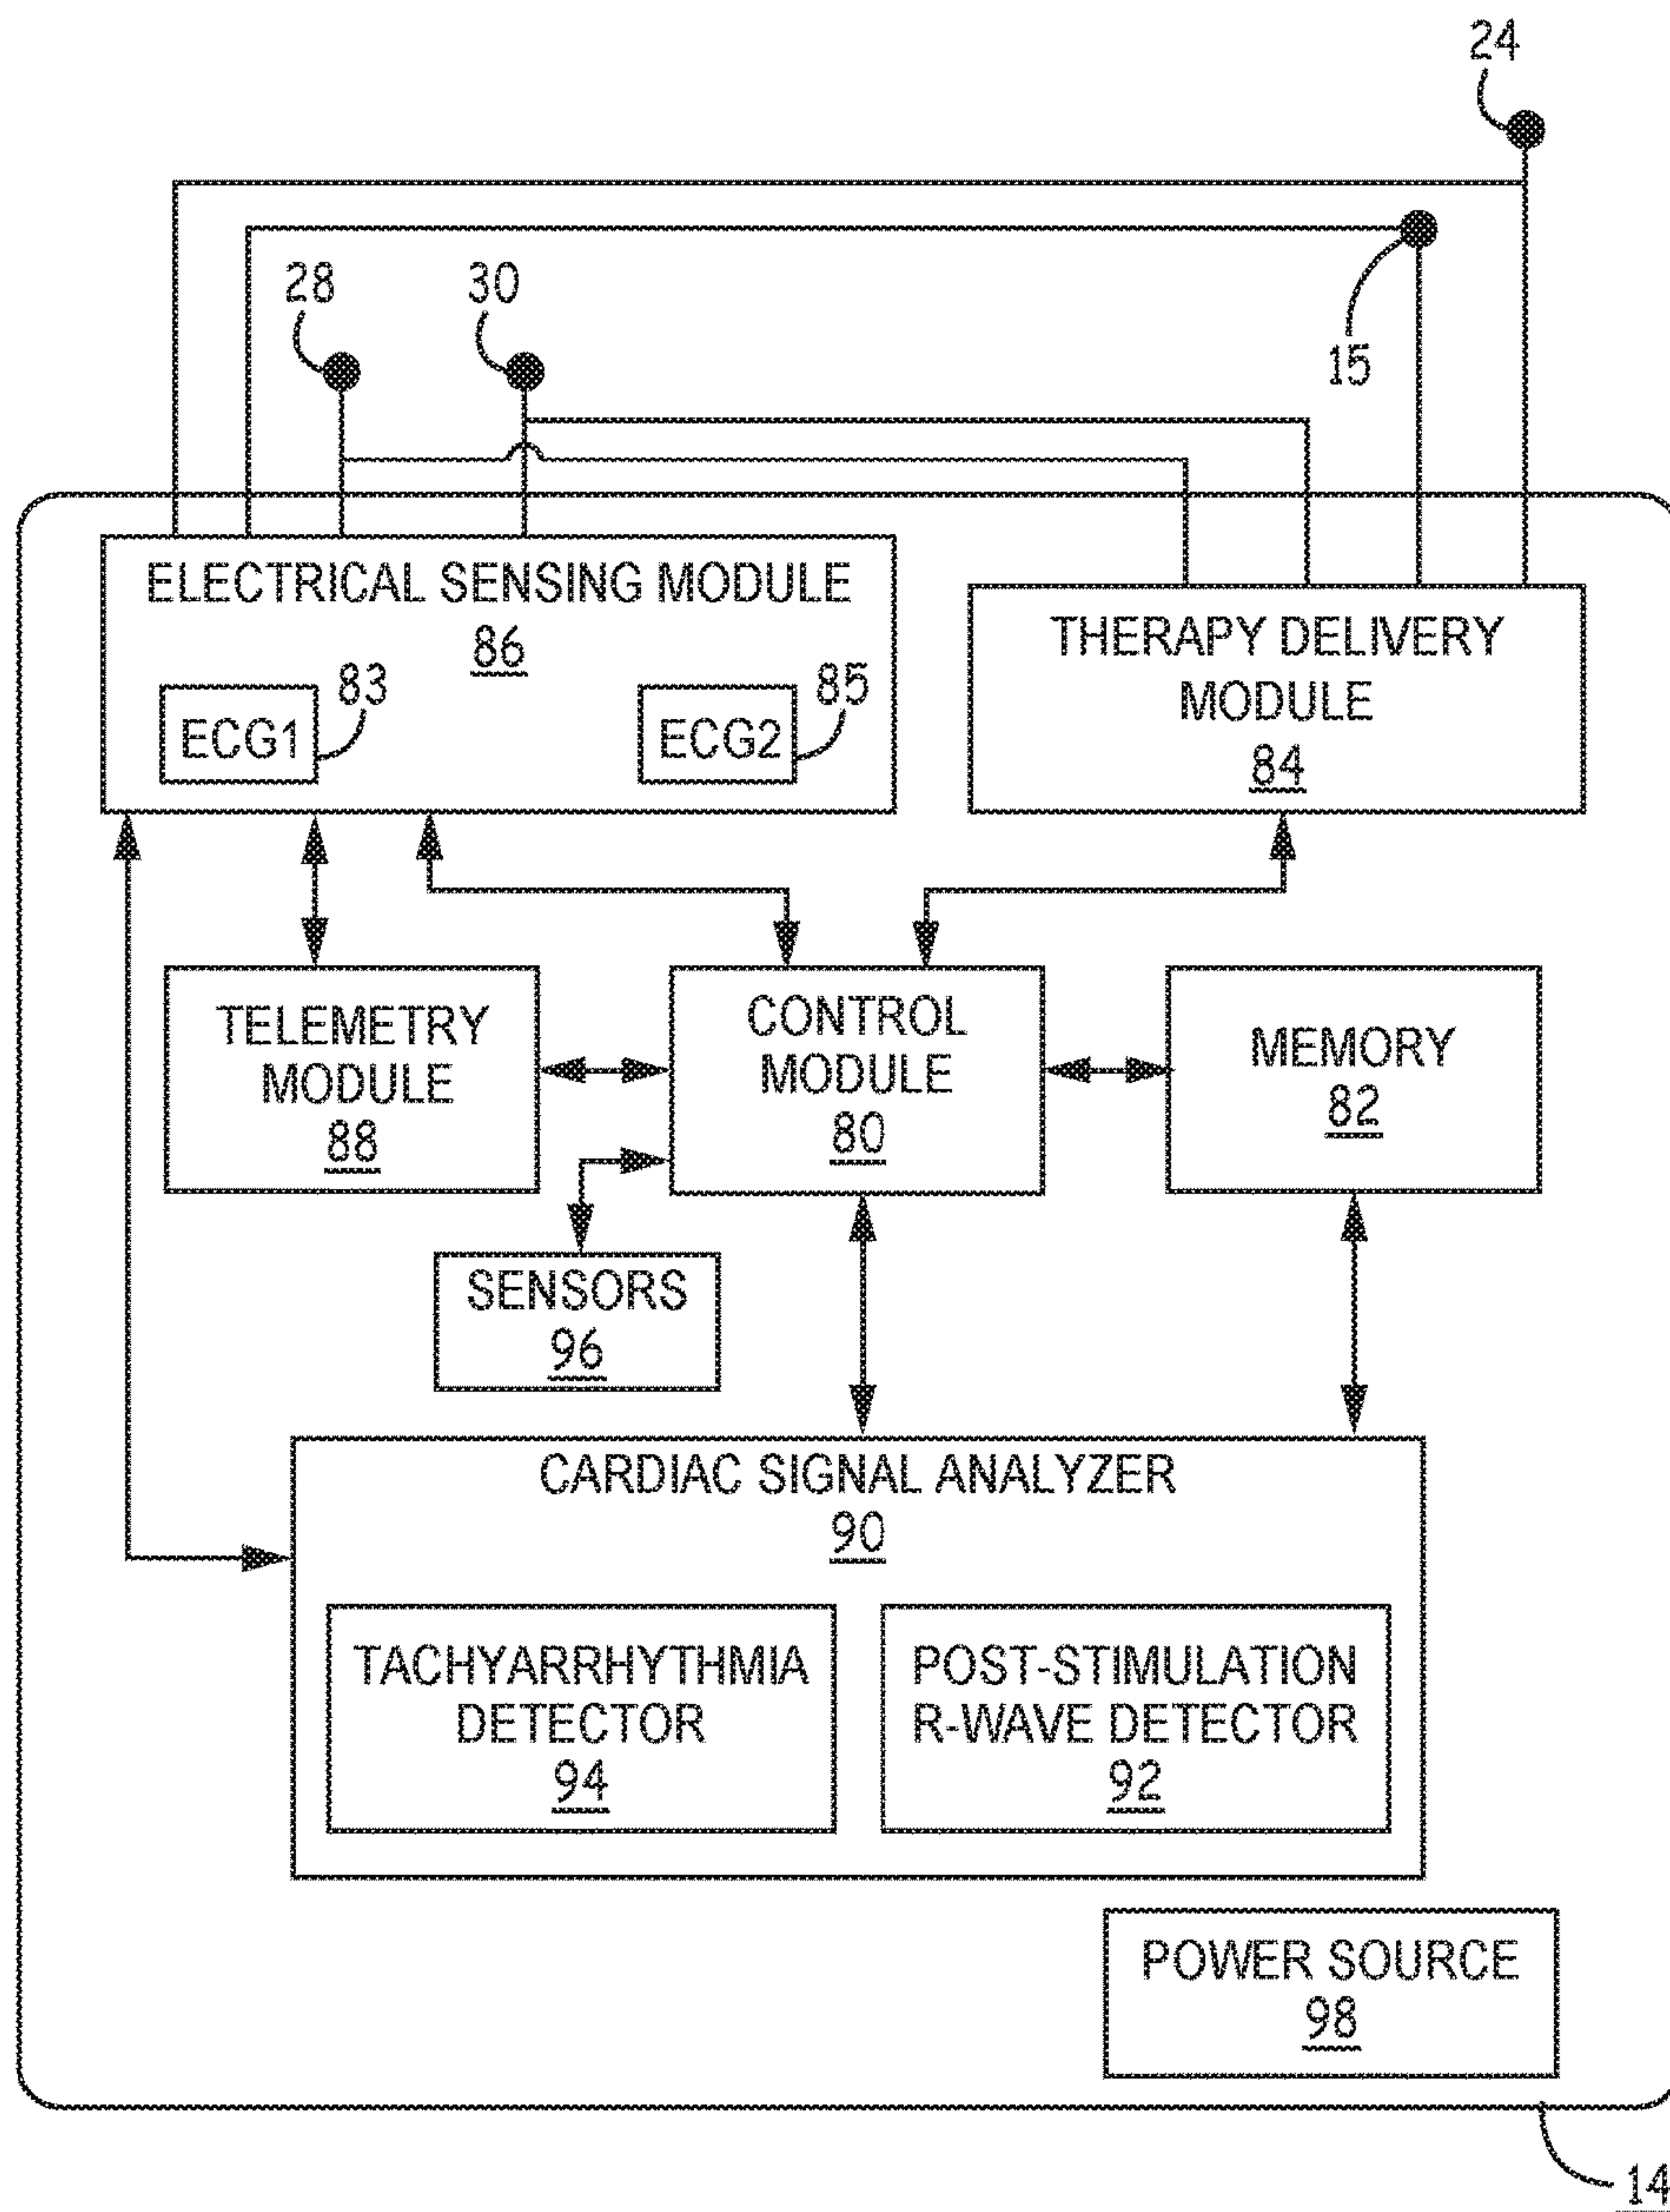 24
28
30
15
ELECTRICAL SENSING MODULE
86
83
ECG1
85
ECG2
THERAPY DELIVERY
MODULE
84
TELEMETRY
MODULE
88
CONTROL
MODULE
80
MEMORY
82
SENSORS
96
CARDIAC SIGNAL ANALYZER
90
TACHYARRHYTHMIA
DETECTOR
94
POST-STIMULATION
R-WAVE DETECTOR
92
POWER SOURCE
98
14